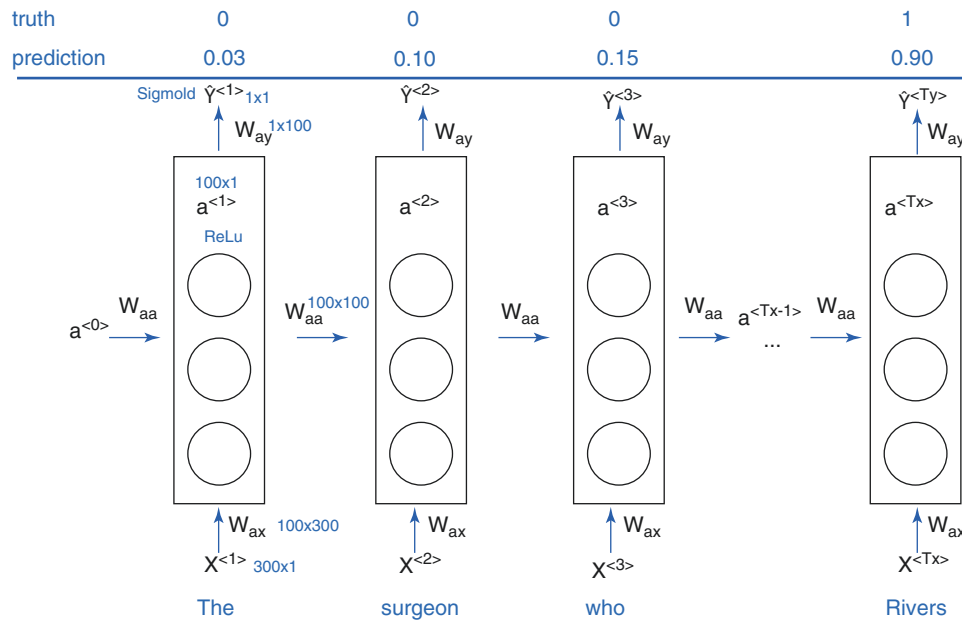 truth 0 0 0 1
prediction 0.03 0.10 0.15 0.90
Sigmold Ŷ<1> 1x1 Ŷ<2> Ŷ<3> Ŷ<Ty>
Way 1x100 Way Way Way
100x1
a<1> a<2> a<3> a<Tx>
ReLu
Waa Waa 100x100 Waa Waa a<Tx-1> Waa
a<0> ...
Wax 100x300 Wax Wax Wax
X<1> 300x1 X<2> X<3> X<Tx>
The surgeon who Rivers